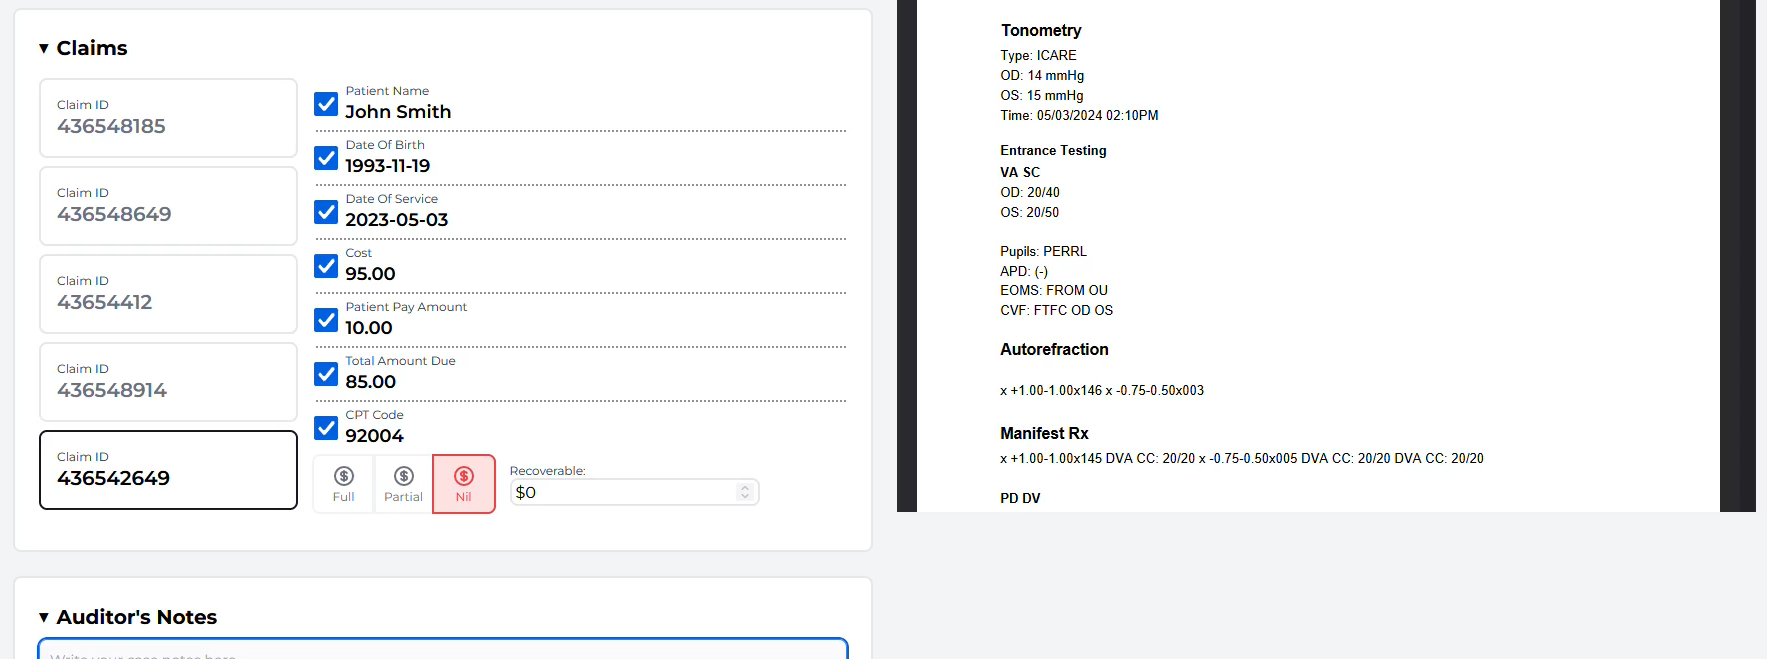 ▼ Claims
Claim ID
436548185
Claim ID
436548649
Claim ID
43654412
Claim ID
436548914
Claim ID
436542649
Patient Name
John Smith
Date Of Birth
1993-11-19
Date Of Service
2023-05-03
Cost
95.00
Patient Pay Amount
10.00
Total Amount Due
85.00
CPT Code
92004
Full
Partial
Nil
Recoverable:
$0
▼ Auditor's Notes
Write your case notes here
Tonometry
Type: ICARE
OD: 14 mmHg
OS: 15 mmHg
Time: 05/03/2024 02:10PM
Entrance Testing
VA SC
OD: 20/40
OS: 20/50
Pupils: PERRL
APD: (-)
EOMS: FROM OU
CVF: FTFC OD OS
Autorefraction
x +1.00-1.00x146 x -0.75-0.50x003
Manifest Rx
x +1.00-1.00x145 DVA CC: 20/20 x -0.75-0.50x005 DVA CC: 20/20 DVA CC: 20/20
PD DV